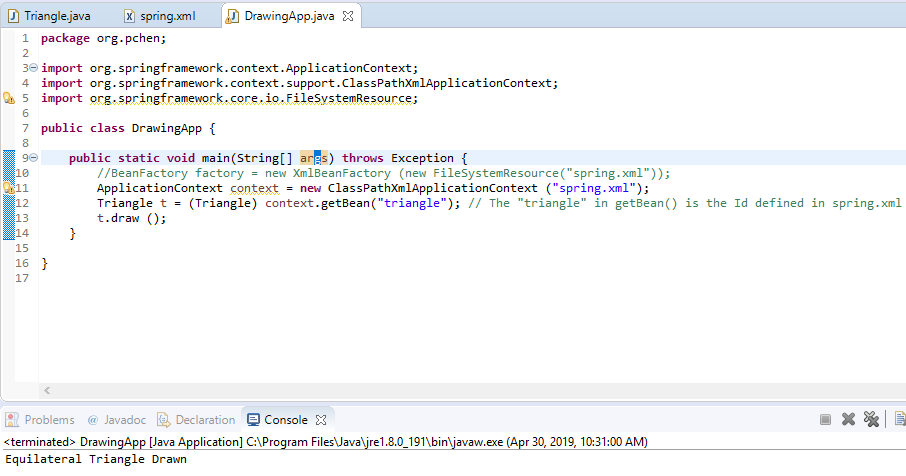 Triangle.java spring.xml DrawingApp.java
1 package org.pchen;
2
3 import org.springframework.context.ApplicationContext;
4 import org.springframework.context.support.ClassPathXmlApplicationContext;
5 import org.springframework.core.io.FileSystemResource;
6
7 public class DrawingApp {
8
9 public static void main(String[] args) throws Exception {
10 //BeanFactory factory = new XmlBeanFactory (new FileSystemResource("spring.xml"));
11 ApplicationContext context = new ClassPathXmlApplicationContext ("spring.xml");
12 Triangle t = (Triangle) context.getBean("triangle"); // The "triangle" in getBean() is the Id defined in spring.xml
13 t.draw ();
14 }
15
16 }
17
Problems @ Javadoc Declaration Console
<terminated> DrawingApp [Java Application] C:\Program Files\Java\jre1.8.0_191\bin\javaw.exe (Apr 30, 2019, 10:31:00 AM)
Equilateral Triangle Drawn